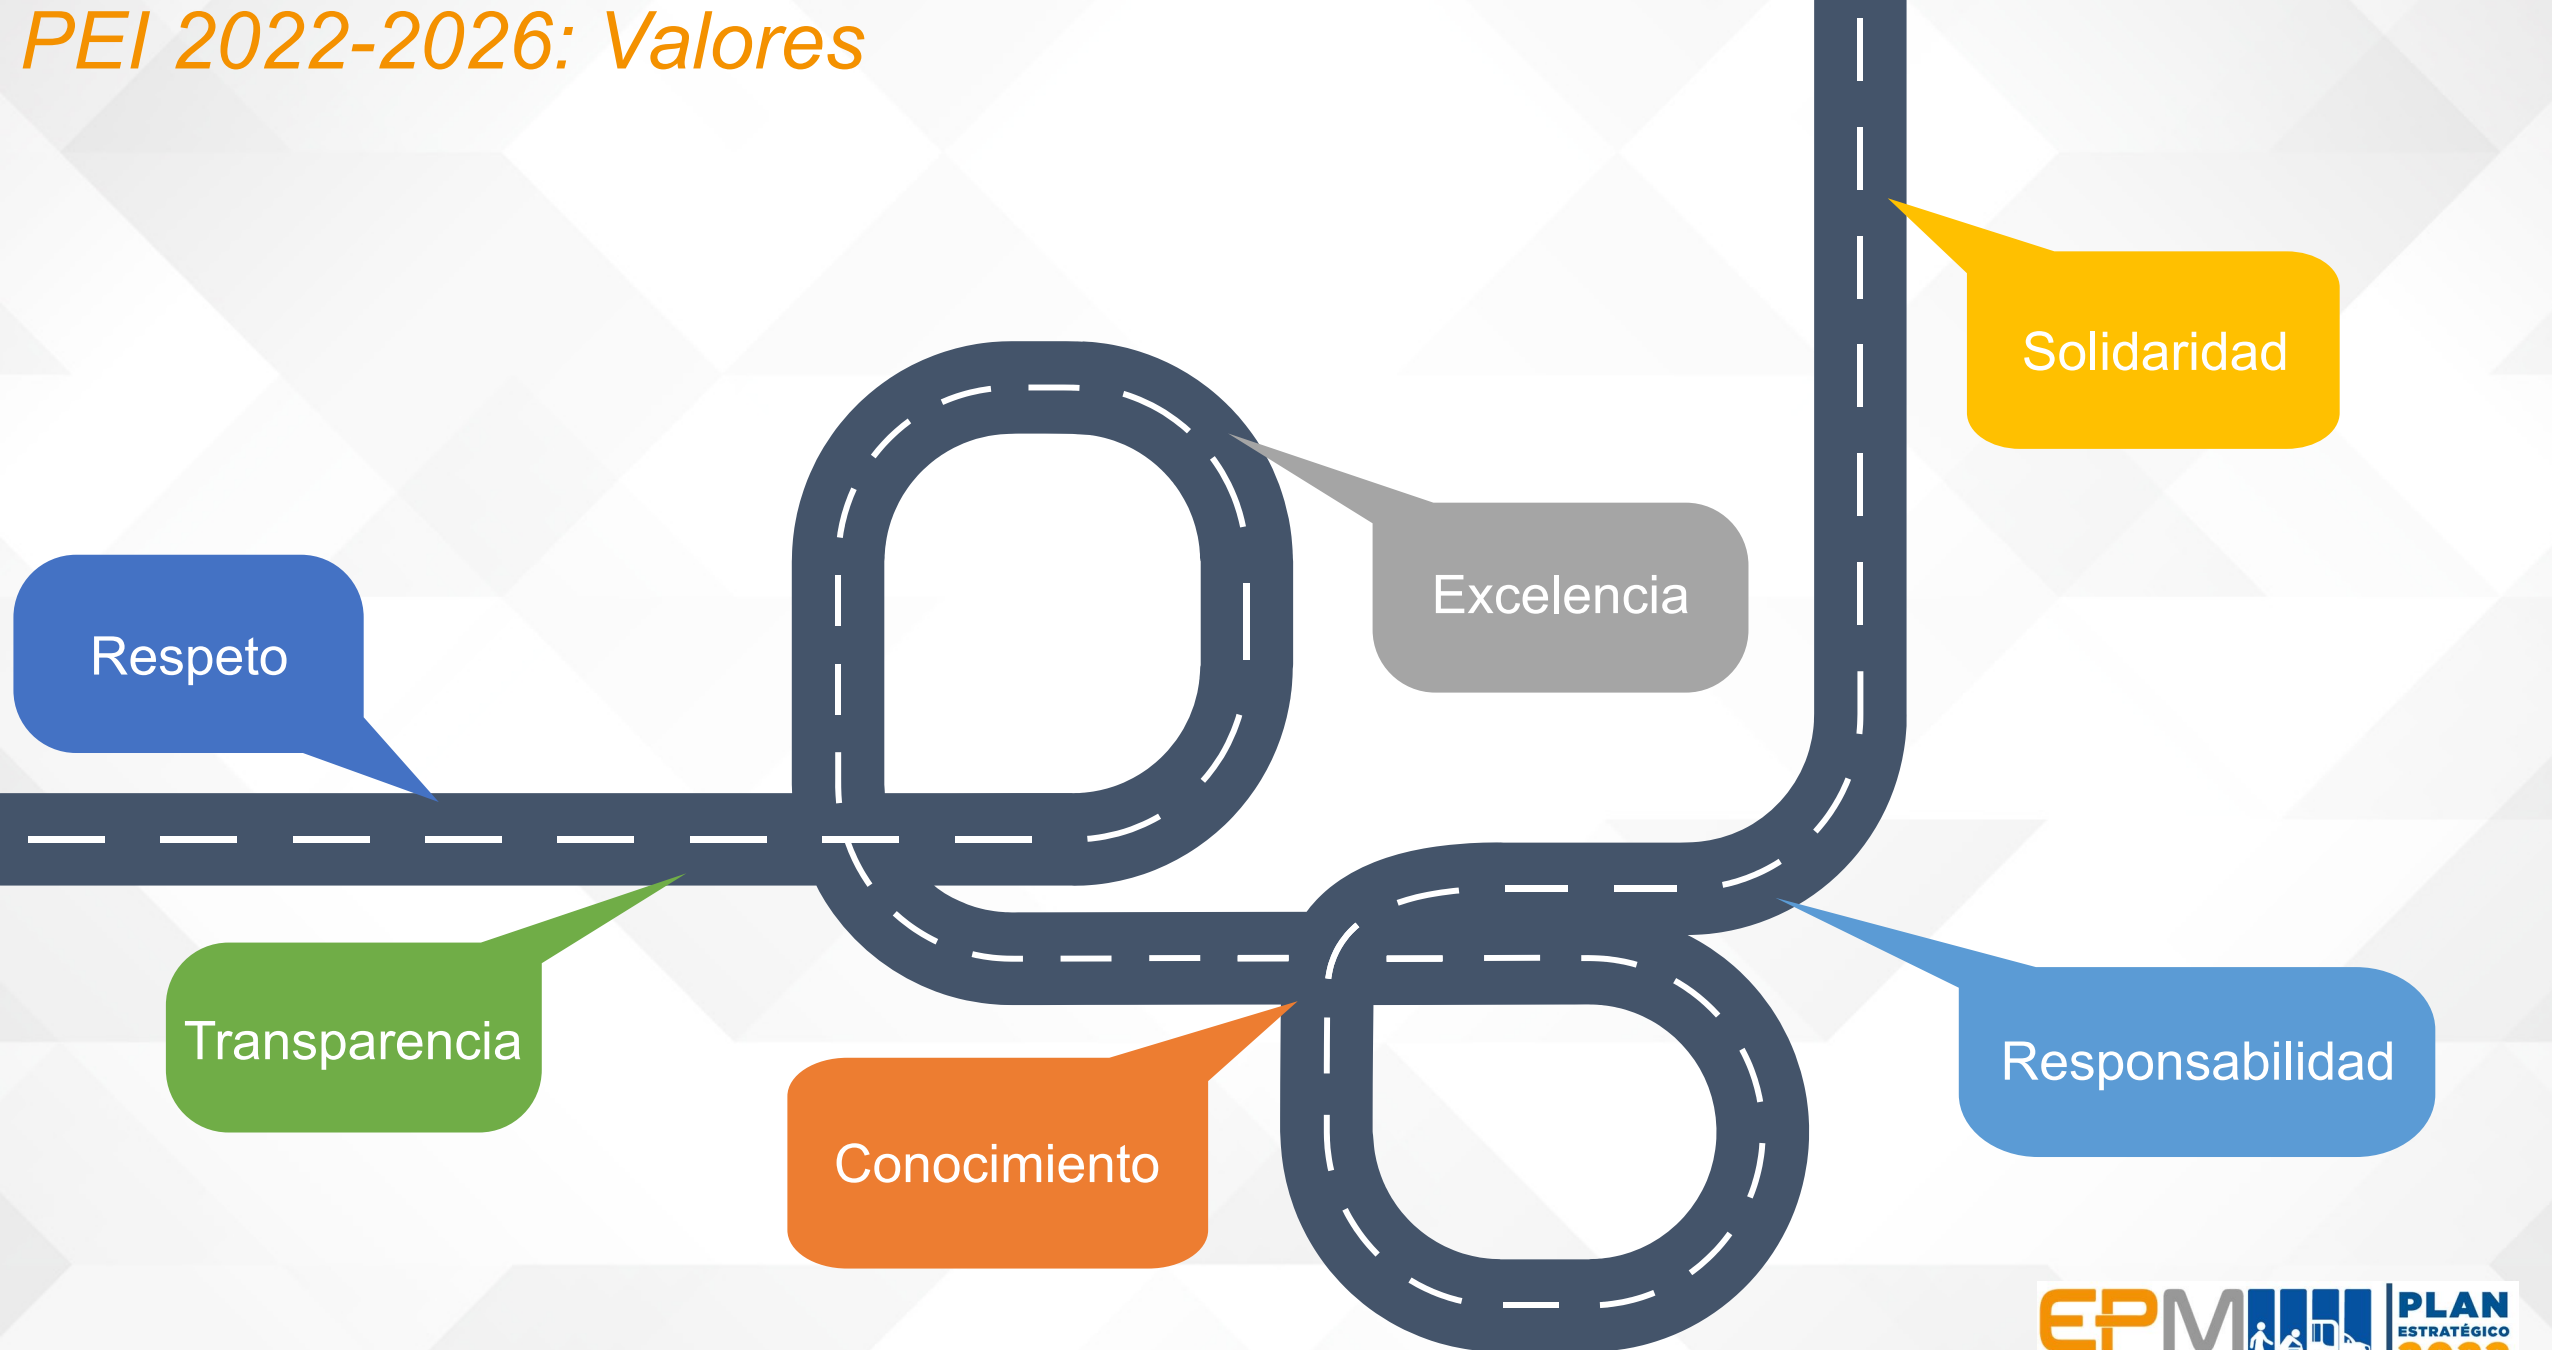 PEI 2022-2026: Valores
Solidaridad
Excelencia
Respeto
Transparencia
Conocimiento
Responsabilidad
EPM
PLAN
ESTRATÉGICO